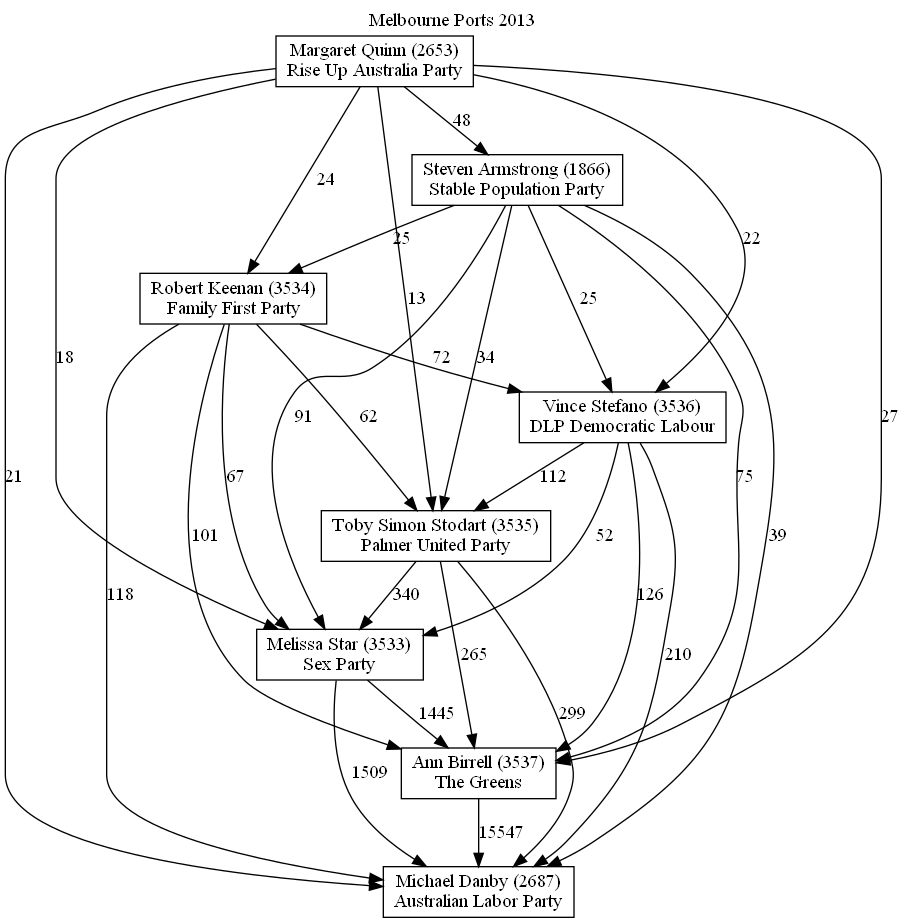 Melbourne Ports 2013
Margaret Quinn (2653)
Rise Up Australia Party
48
Steven Armstrong (1866)
Stable Population Party
24
25
22
Robert Keenan (3534)
Family First Party
13
25
18
34
72
Vince Stefano (3536)
DLP Democratic Labour
91
62
27
21
67
112
75
Toby Simon Stodart (3535)
Palmer United Party
101
52
39
118
340
126
Melissa Star (3533)
Sex Party
265
210
1445
299
Ann Birrell (3537)
The Greens
1509
15547
Michael Danby (2687)
Australian Labor Party